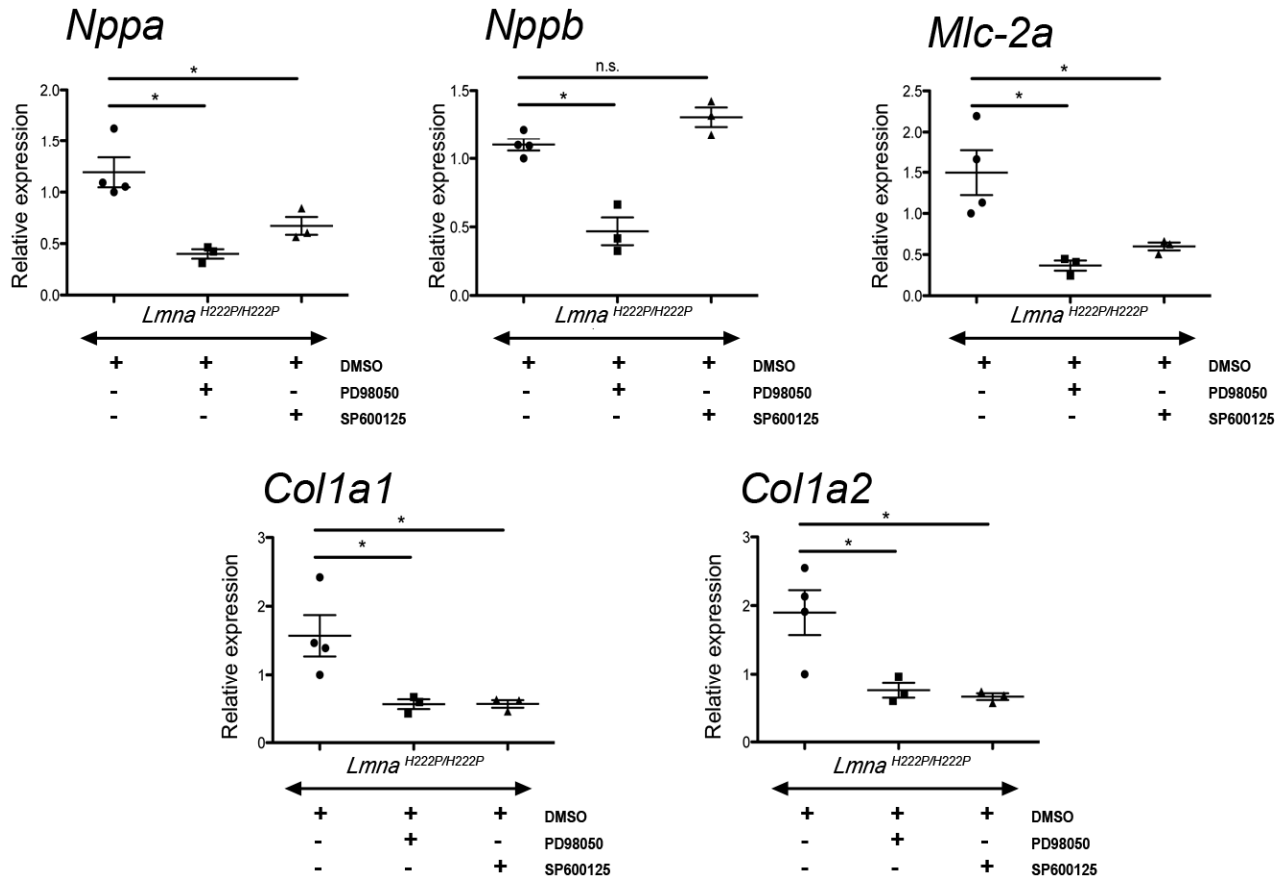 Nppa
*
*
Relative expression
2.0
1.5
1.0
0.5
0.0
Lmna H222P/H222P
+ + + DMSO
- + - PD98050
- - + SP600125
Nppb
n.s.
*
Relative expression
1.5
1.0
0.5
0.0
Lmna H222P/H222P
+ + + DMSO
- + - PD98050
- - + SP600125
Mlc-2a
*
*
Relative expression
2.5
2.0
1.5
1.0
0.5
0.0
Lmna H222P/H222P
+ + + DMSO
- + - PD98050
- - + SP600125
Col1a1
*
*
Relative expression
3
2
1
0
Lmna H222P/H222P
+ + + DMSO
- + - PD98050
- - + SP600125
Col1a2
*
*
Relative expression
3
2
1
0
Lmna H222P/H222P
+ + + DMSO
- + - PD98050
- - + SP600125